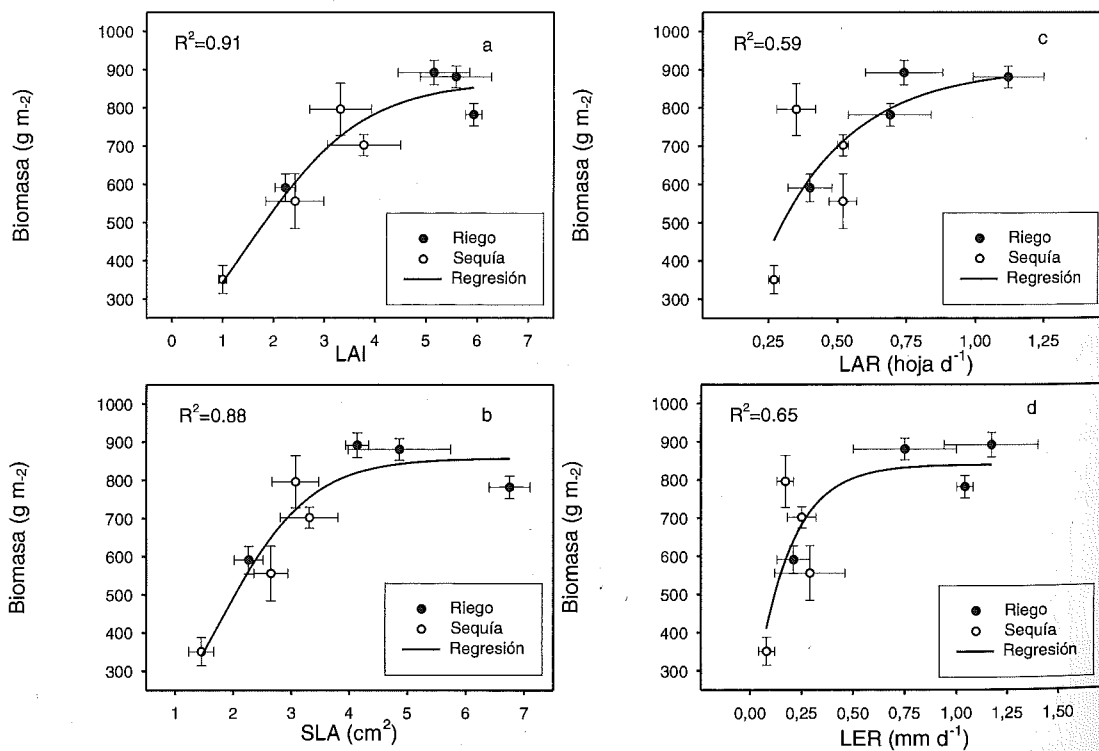 R²=0.91
a
Biomasa (g m-2)
1000
900
800
700
600
500
400
300
Riego
Sequía
Regresión
0 1 2 3 4 5 6 7
LAI
R²=0.59
c
Biomasa (g m-2)
1000
900
800
700
600
500
400
300
Riego
Sequía
Regresión
0,25 0,50 0,75 1,00 1,25
LAR (hoja d⁻¹)
R²=0.88
b
Biomasa (g m-2)
1000
900
800
700
600
500
400
300
Riego
Sequía
Regresión
1 2 3 4 5 6 7
SLA (cm²)
R²=0.65
d
Biomasa (g m-2)
1000
900
800
700
600
500
400
300
Riego
Sequía
Regresión
0,00 0,25 0,50 0,75 1,00 1,25 1,50
LER (mm d⁻¹)